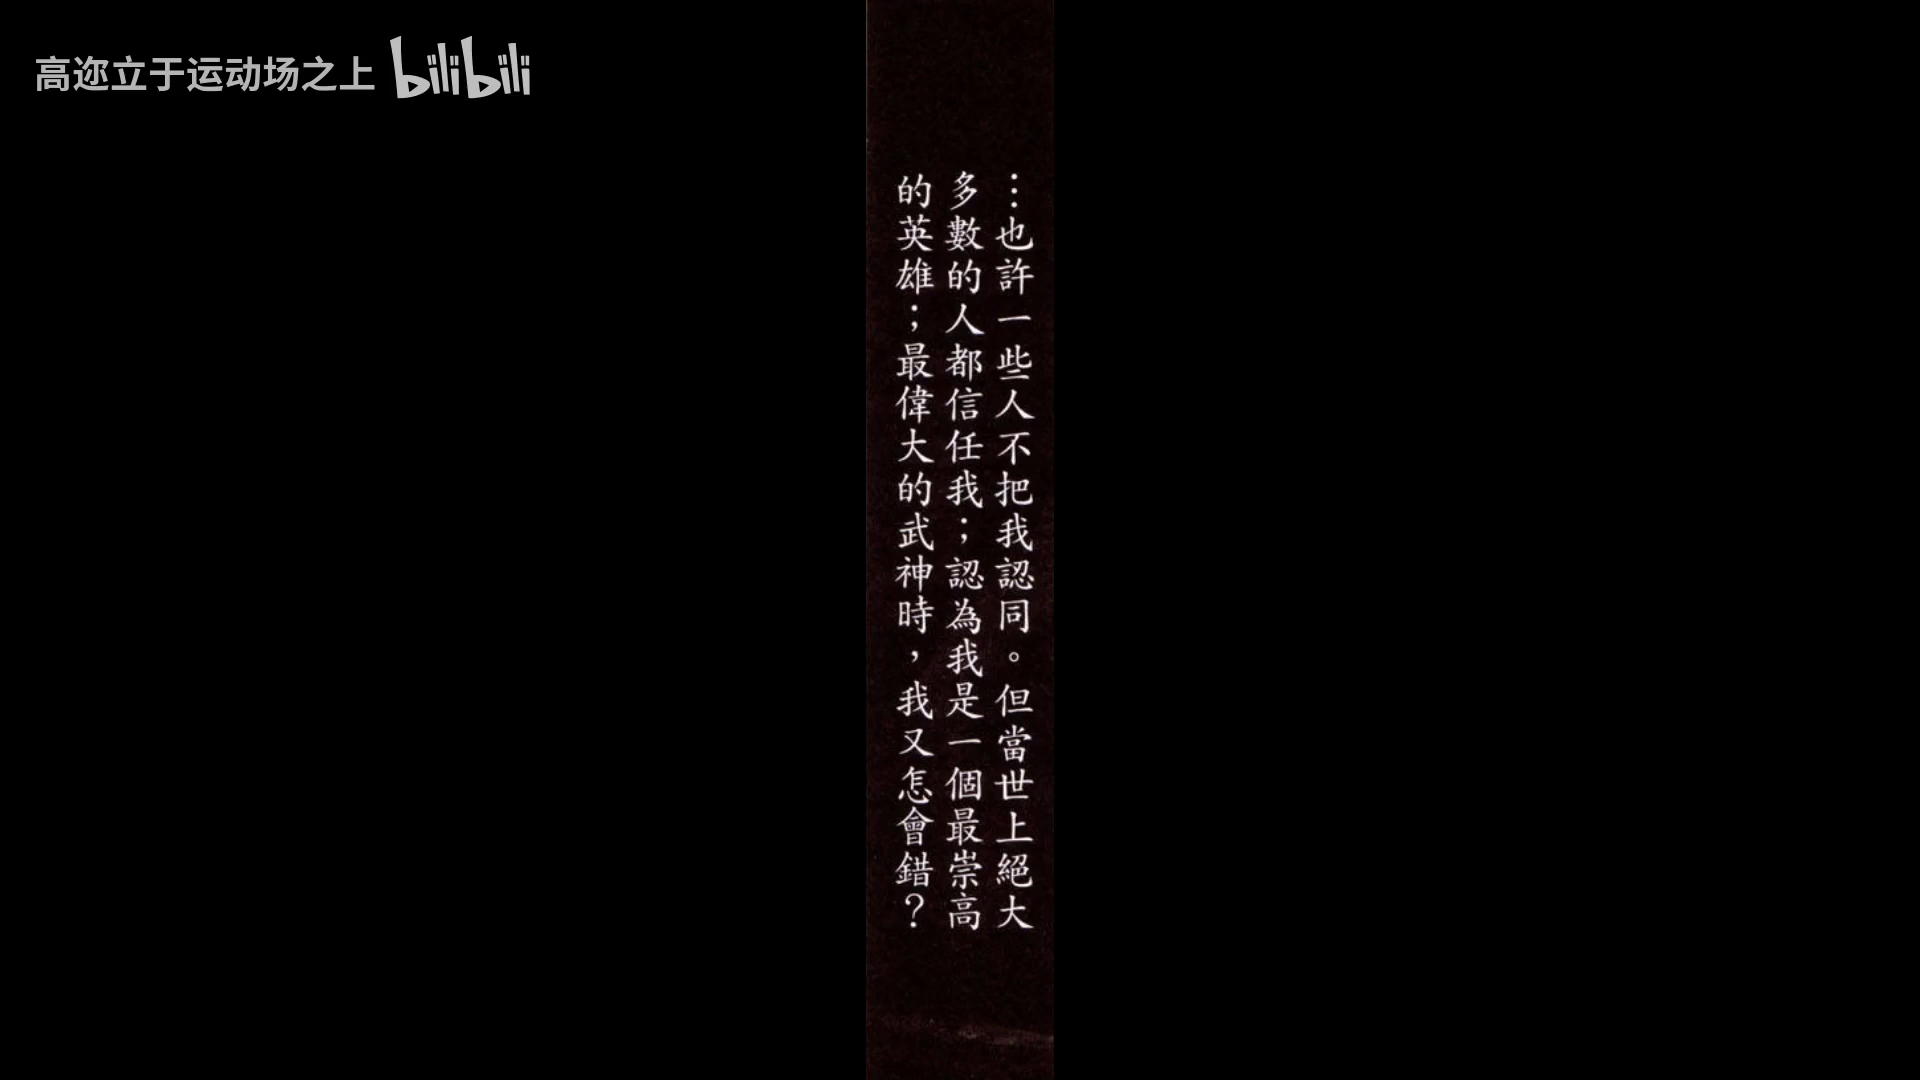 高迩立于运动场之上 bilibili
…也許一些人不把我認同。但當世上絕大
多數的人都信任我；認為我是一個最崇高
的英雄；最偉大的武神時，我又怎會錯？